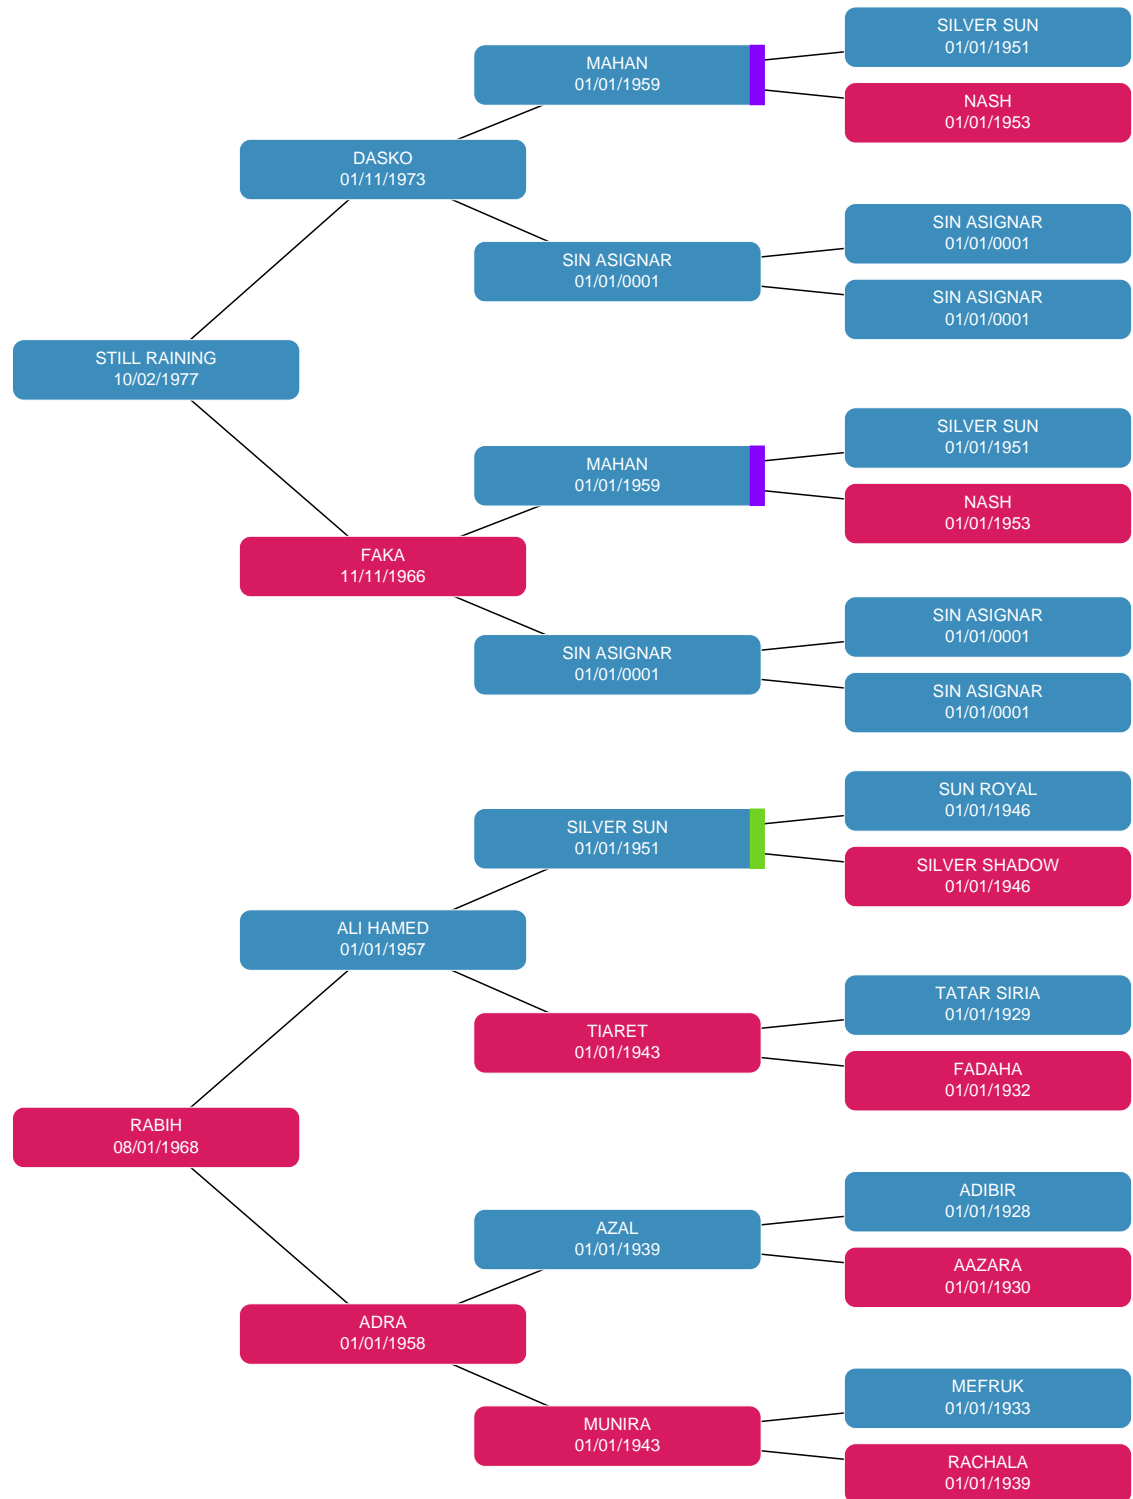 SILVER SUN
01/01/1951
MAHAN
01/01/1959
NASH
01/01/1953
DASKO
01/11/1973
SIN ASIGNAR
01/01/0001
SIN ASIGNAR
01/01/0001
SIN ASIGNAR
01/01/0001
STILL RAINING
10/02/1977
SILVER SUN
01/01/1951
MAHAN
01/01/1959
NASH
01/01/1953
FAKA
11/11/1966
SIN ASIGNAR
01/01/0001
SIN ASIGNAR
01/01/0001
SIN ASIGNAR
01/01/0001
SUN ROYAL
01/01/1946
SILVER SUN
01/01/1951
SILVER SHADOW
01/01/1946
ALI HAMED
01/01/1957
TATAR SIRIA
01/01/1929
TIARET
01/01/1943
FADAHA
01/01/1932
RABIH
08/01/1968
ADIBIR
01/01/1928
AZAL
01/01/1939
AAZARA
01/01/1930
ADRA
01/01/1958
MEFRUK
01/01/1933
MUNIRA
01/01/1943
RACHALA
01/01/1939